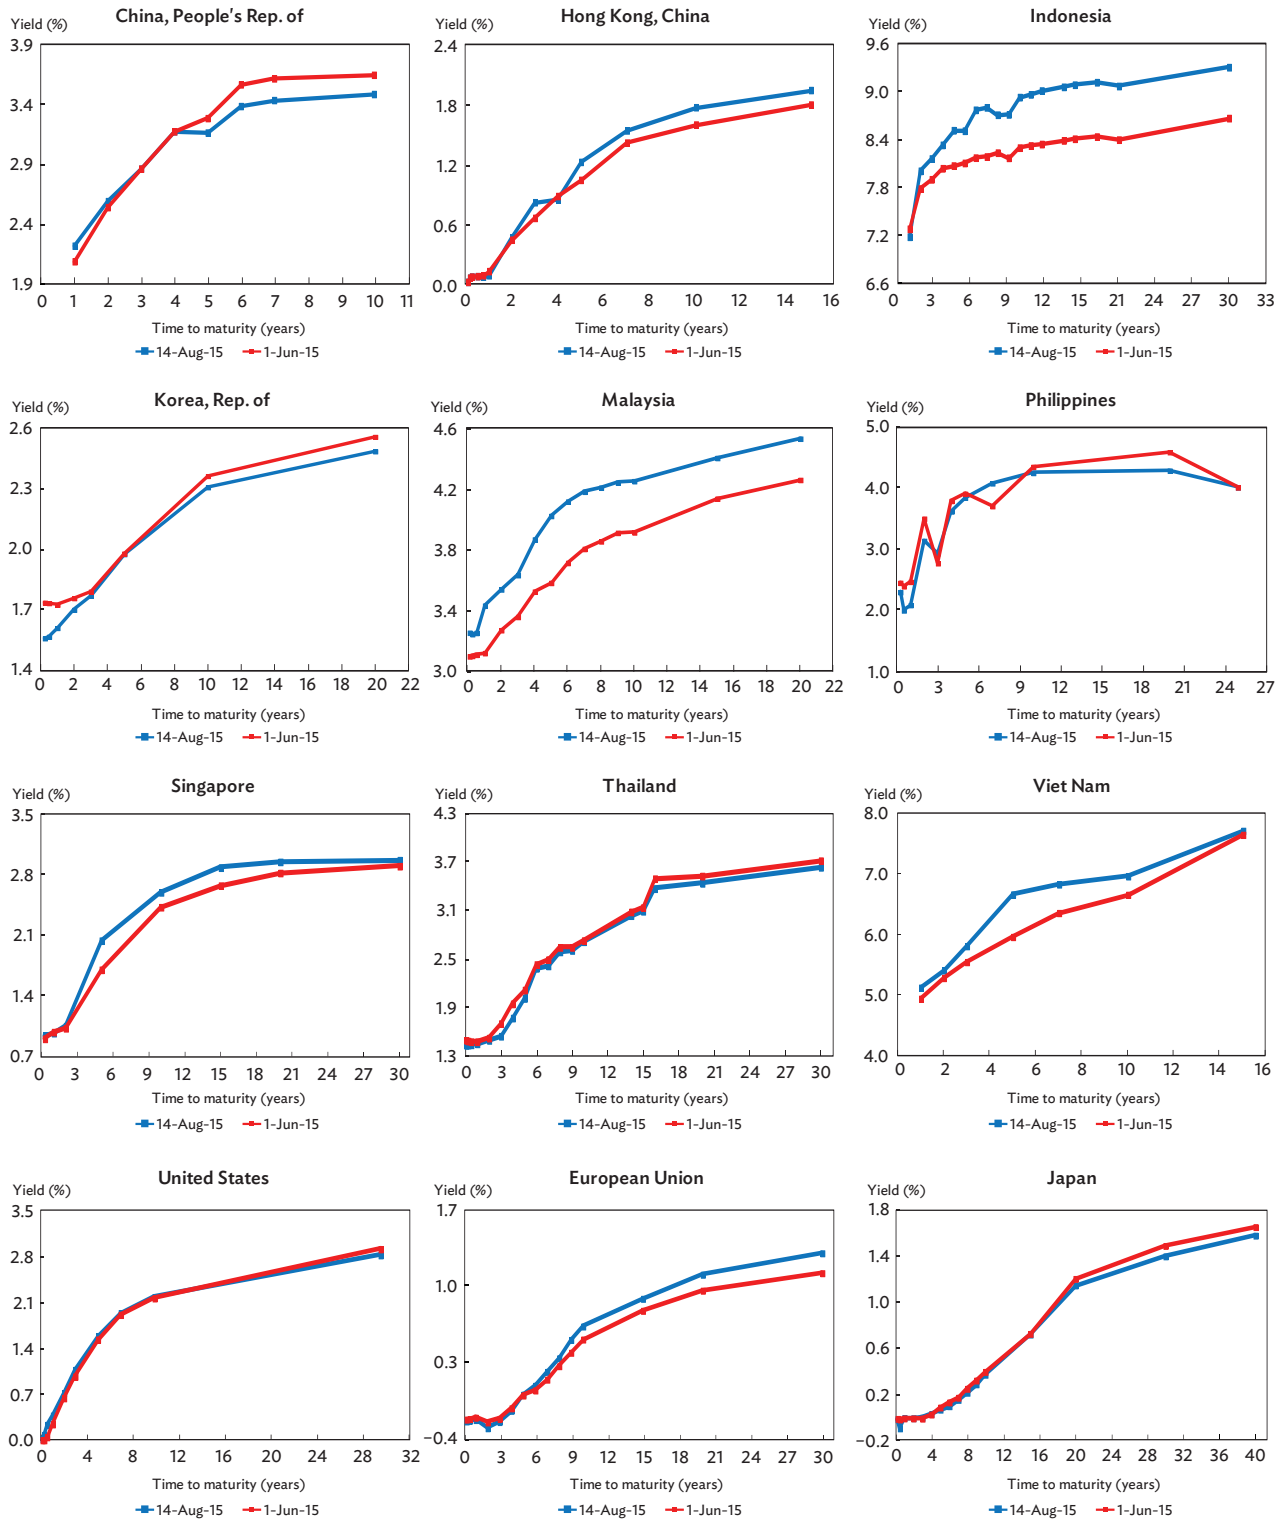 China, People's Rep. of
Yield (%)
3.9
3.4
2.9
2.4
1.9
0 1 2 3 4 5 6 7 8 9 10 11
Time to maturity (years)
14-Aug-15 1-Jun-15
Hong Kong, China
Yield (%)
2.4
1.8
1.2
0.6
0.0
0 2 4 6 8 10 12 14 16
Time to maturity (years)
14-Aug-15 1-Jun-15
Indonesia
Yield (%)
9.6
9.0
8.4
7.8
7.2
6.6
0 3 6 9 12 15 18 21 24 27 30 33
Time to maturity (years)
14-Aug-15 1-Jun-15
Korea, Rep. of
Yield (%)
2.6
2.3
2.0
1.7
1.4
0 2 4 6 8 10 12 14 16 18 20 22
Time to maturity (years)
14-Aug-15 1-Jun-15
Malaysia
Yield (%)
4.6
4.2
3.8
3.4
3.0
0 2 4 6 8 10 12 14 16 18 20 22
Time to maturity (years)
14-Aug-15 1-Jun-15
Philippines
Yield (%)
5.0
4.0
3.0
2.0
1.0
0 3 6 9 12 15 18 21 25 27
Time to maturity (years)
14-Aug-15 1-Jun-15
Singapore
Yield (%)
3.5
2.8
2.1
1.4
0.7
0 3 6 9 12 15 18 21 24 27 30
Time to maturity (years)
14-Aug-15 1-Jun-15
Thailand
Yield (%)
4.3
3.7
3.1
2.5
1.9
1.3
0 3 6 9 12 15 18 21 24 27 30
Time to maturity (years)
14-Aug-15 1-Jun-15
Viet Nam
Yield (%)
8.0
7.0
6.0
5.0
4.0
0 2 4 6 8 10 12 14 16
Time to maturity (years)
14-Aug-15 1-Jun-15
United States
Yield (%)
3.5
2.8
2.1
1.4
0.7
0.0
0 4 8 12 16 20 24 28 32
Time to maturity (years)
14-Aug-15 1-Jun-15
European Union
Yield (%)
1.7
1.0
0.3
−0.4
0 3 6 9 12 15 18 21 24 27 30
Time to maturity (years)
14-Aug-15 1-Jun-15
Japan
Yield (%)
1.8
1.4
1.0
0.6
0.2
−0.2
0 4 8 12 16 20 24 28 32 36 40
Time to maturity (years)
14-Aug-15 1-Jun-15